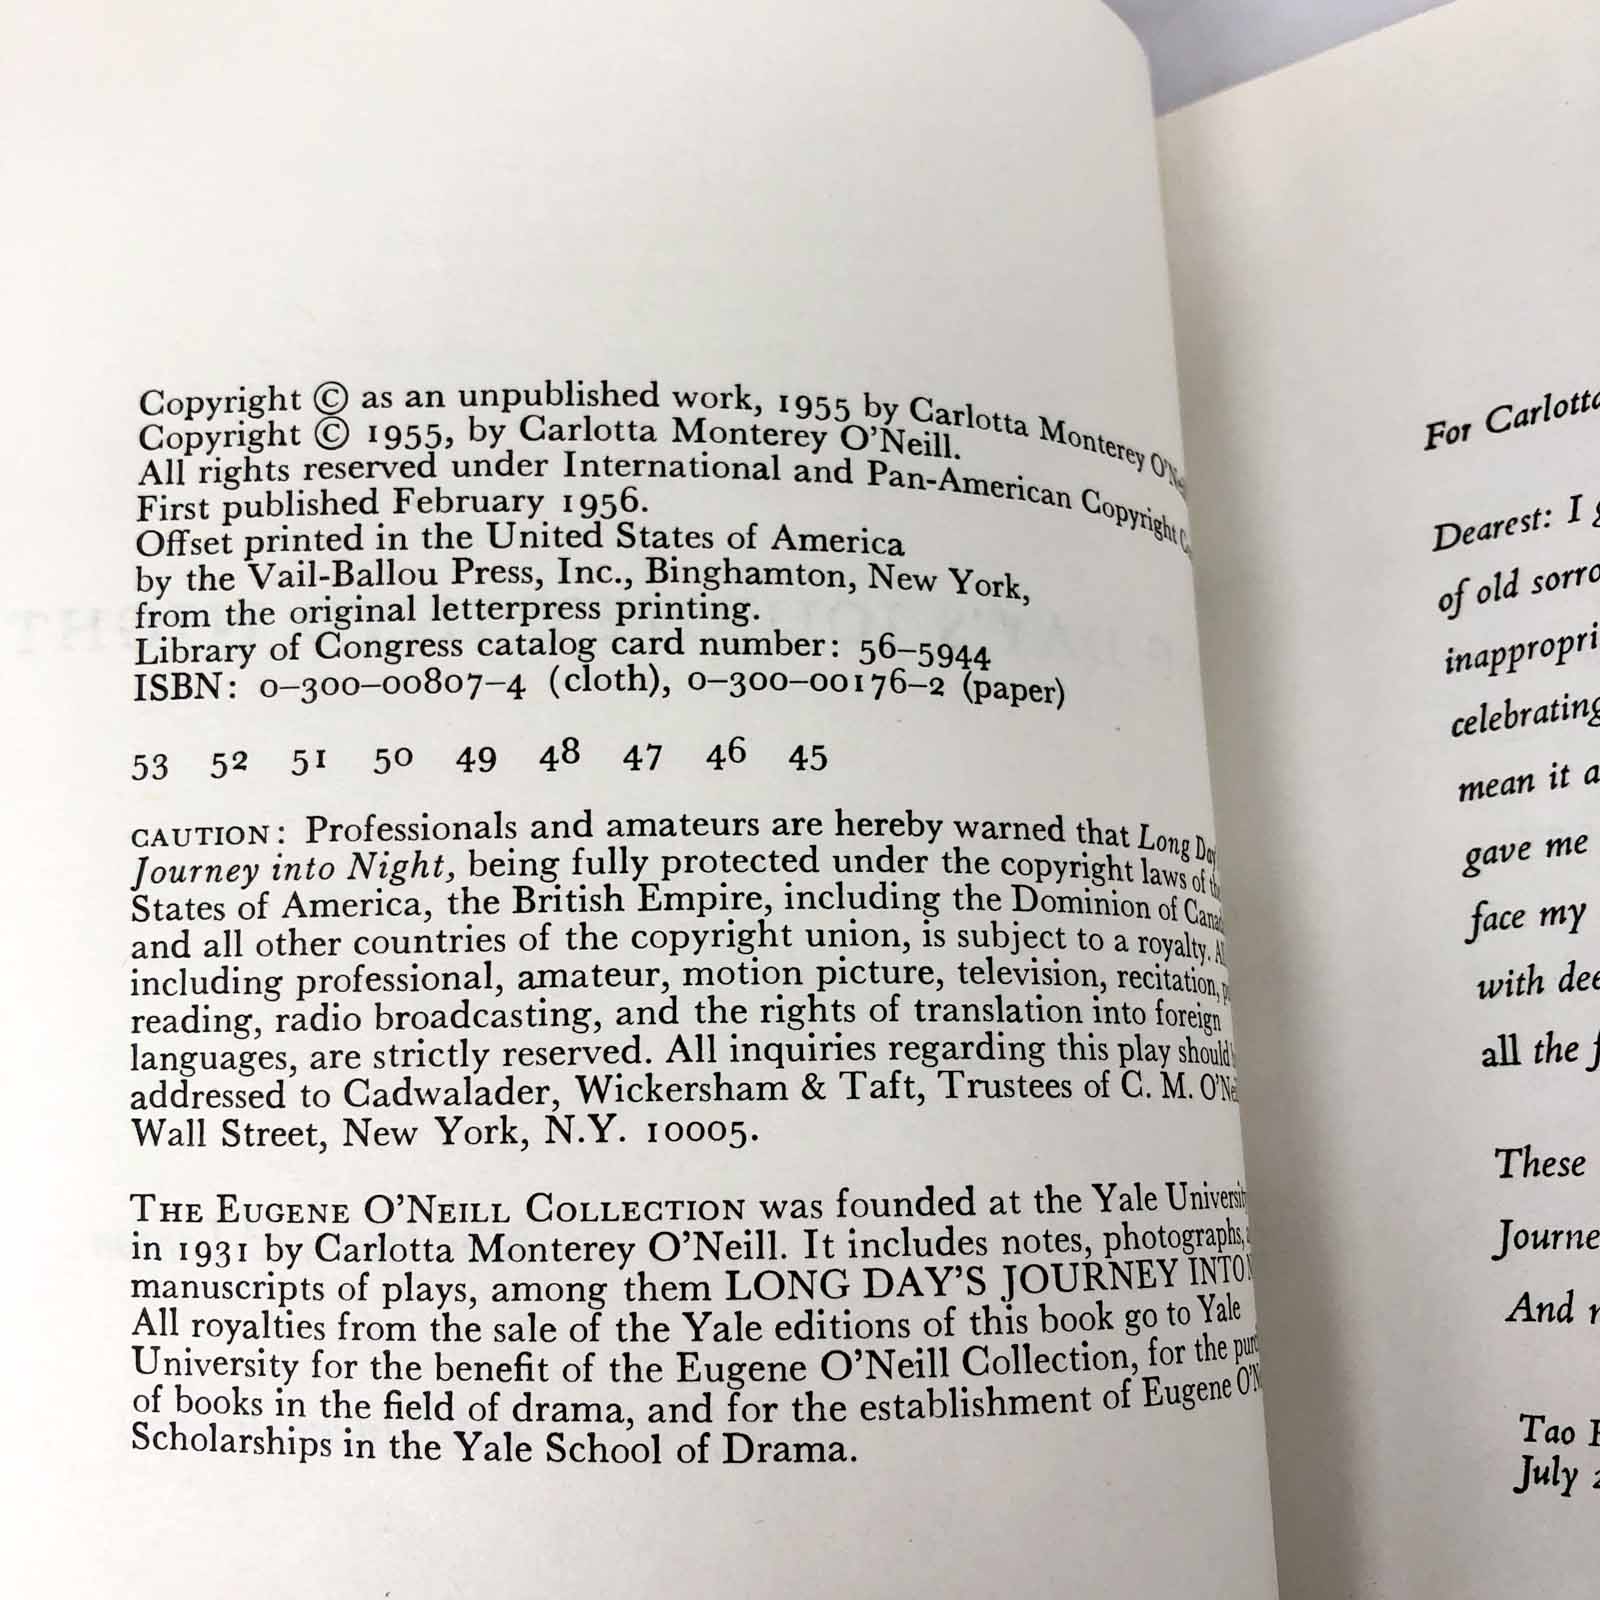 Copyright © as an unpublished work, 1955 by Carlotta Monterey
Copyright © 1955, by Carlotta Monterey O'Neill.
All rights reserved under International and Pan-American Copyright
First published February 1956.
Offset printed in the United States of America
by the Vail-Ballou Press, Inc., Binghamton, New York,
from the original letterpress printing.
Library of Congress catalog card number: 56–5944
ISBN: 0–300–00807–4 (cloth), 0–300–00176–2 (paper)
53 52 51 50 49 48 47 46 45
CAUTION: Professionals and amateurs are hereby warned that Long
Journey into Night, being fully protected under the copyright laws of
States of America, the British Empire, including the Dominion of
and all other countries of the copyright union, is subject to a royalty.
including professional, amateur, motion picture, television, recitation,
reading, radio broadcasting, and the rights of translation into foreign
languages, are strictly reserved. All inquiries regarding this play should
addressed to Cadwalader, Wickersham & Taft, Trustees of C. M.
Wall Street, New York, N.Y. 10005.
THE EUGENE O'NEILL COLLECTION was founded at the Yale University
in 1931 by Carlotta Monterey O'Neill. It includes notes, photographs,
manuscripts of plays, among them LONG DAY'S JOURNEY INTO
All royalties from the sale of the Yale editions of this book go to Yale
University for the benefit of the Eugene O'Neill Collection, for the
of books in the field of drama, and for the establishment of Eugene
Scholarships in the Yale School of Drama.
For Carlotta
Dearest: I
of old
celebrating
mean it
gave me
face my
with
all the
These
And
Tao
July